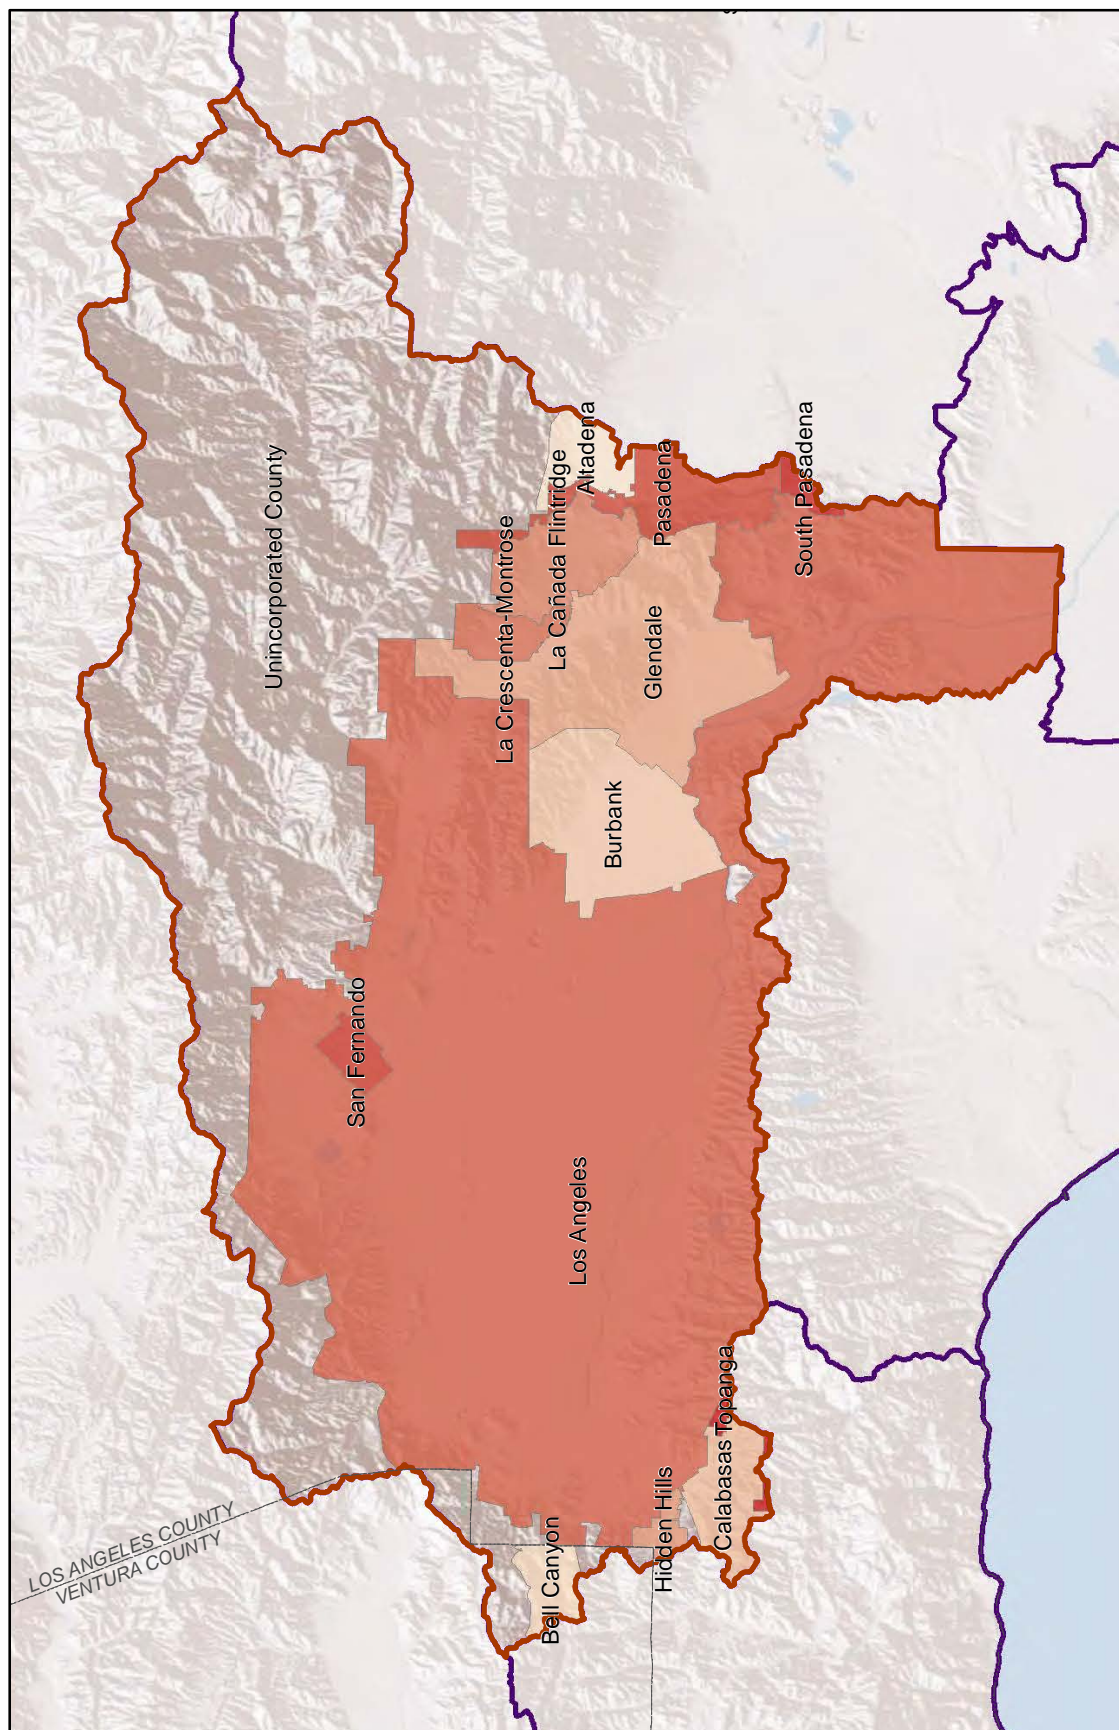 LOS ANGELES COUNTY
VENTURA COUNTY
Unincorporated County
San Fernando
La Crescenta-Montrose
La Cañada Flintridge
Altadena
Pasadena
Glendale
Burbank
South Pasadena
Los Angeles
Bell Canyon
Hidden Hills
Calabasas
Topanga